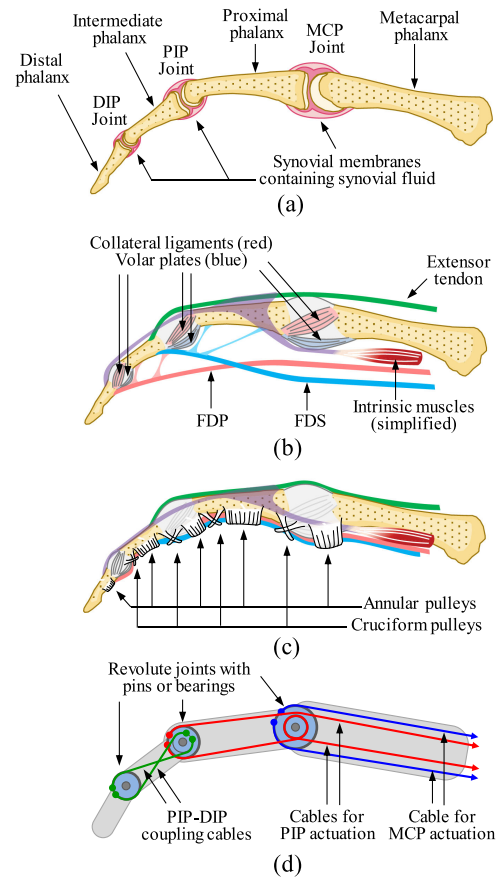 Proximal
phalanx
MCP
Joint
Metacarpal
phalanx
Intermediate
phalanx
PIP
Joint
Distal
phalanx
DIP
Joint
Synovial membranes
containing synovial fluid
(a)
Collateral ligaments (red)
Volar plates (blue)
Extensor
tendon
FDP
FDS
Intrinsic muscles
(simplified)
(b)
Annular pulleys
Cruciform pulleys
(c)
Revolute joints with
pins or bearings
PIP-DIP
coupling cables
Cables for
PIP actuation
Cable for
MCP actuation
(d)